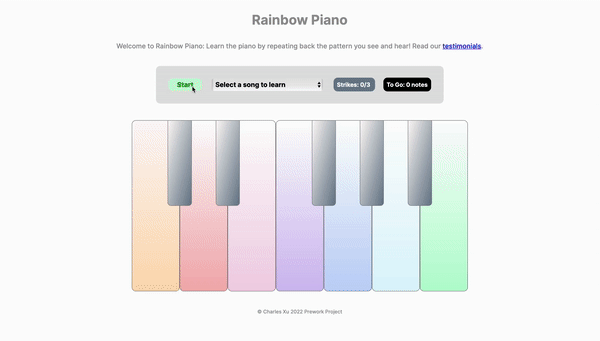 Rainbow Piano
Welcome to Rainbow Piano: Learn the piano by repeating back the pattern you see and hear! Read our testimonials.
Start
Select a song to learn
Strikes: 0/3
To Go: 0 notes
© Charles Xu 2022 Prework Project